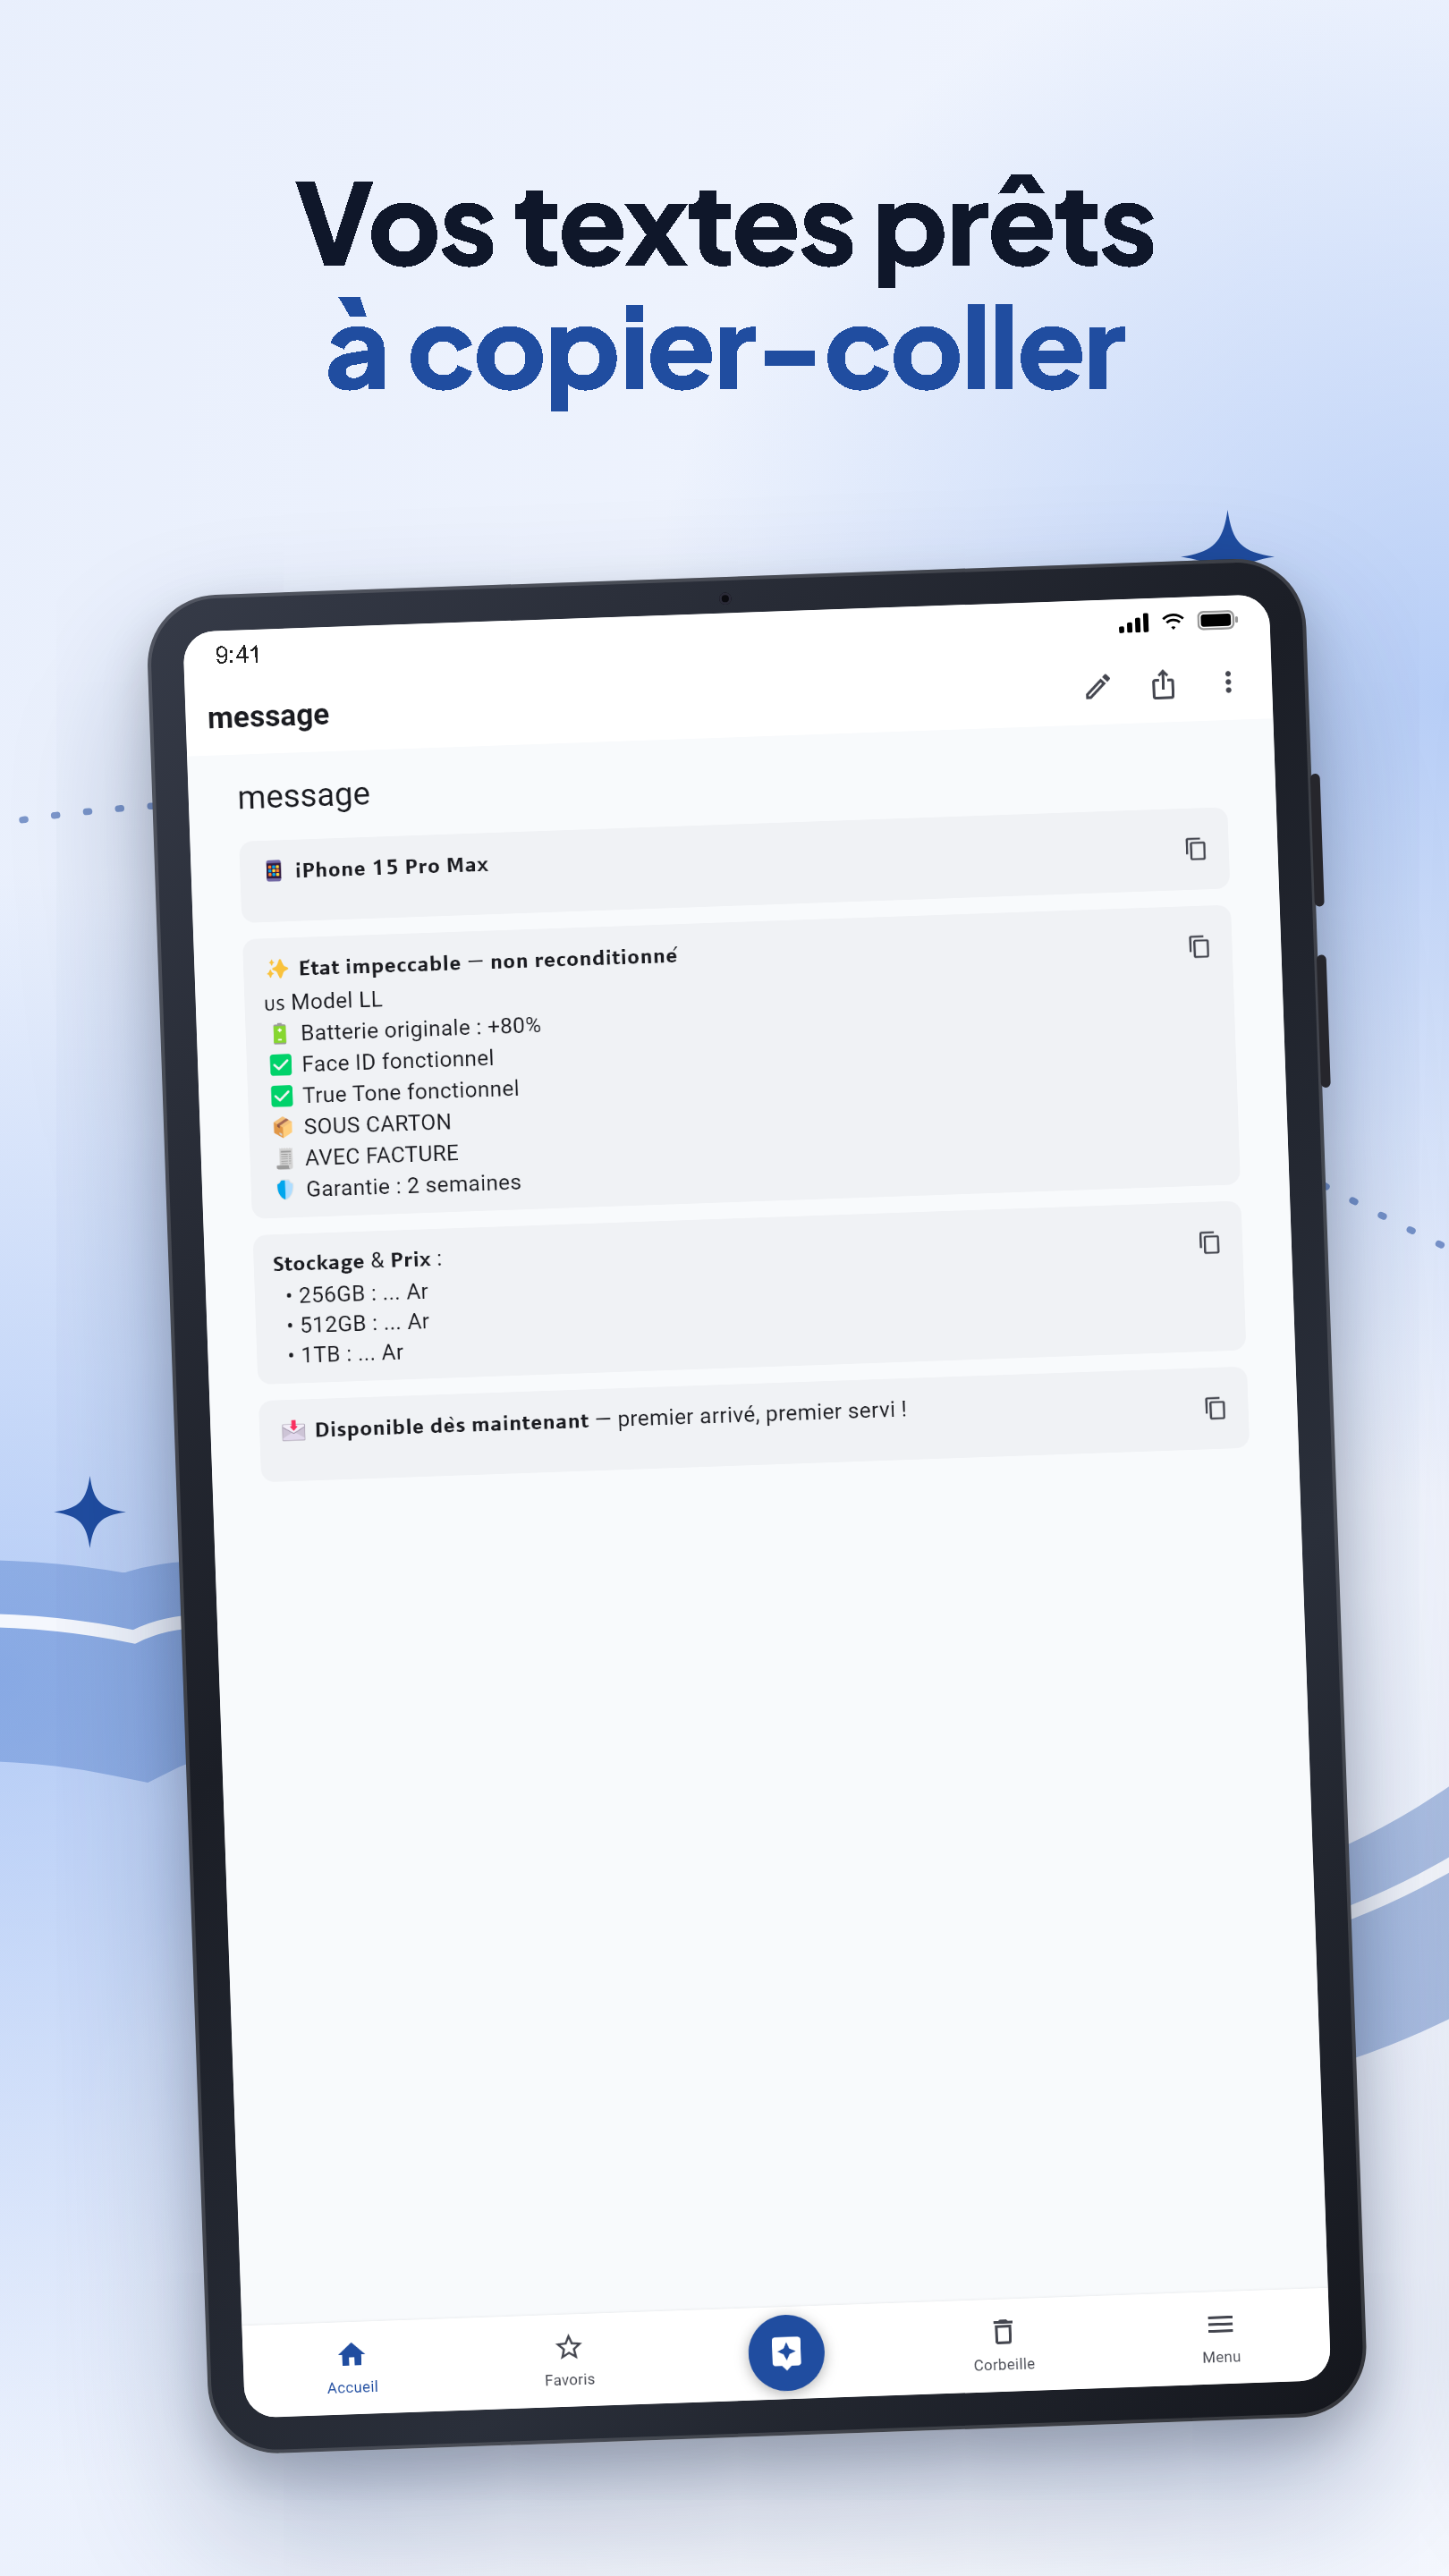 Vos textes prêts
à copier-coller
9:41
message
message
📱 iPhone 15 Pro Max
✨ État impeccable — non reconditionné
US Model LL
🔋 Batterie originale : +80%
✅ Face ID fonctionnel
✅ True Tone fonctionnel
📦 SOUS CARTON
🧾 AVEC FACTURE
🛡️ Garantie : 2 semaines
Stockage & Prix :
• 256GB : ... Ar
• 512GB : ... Ar
• 1TB : ... Ar
📩 Disponible dès maintenant — premier arrivé, premier servi !
Accueil
Favoris
Corbeille
Menu